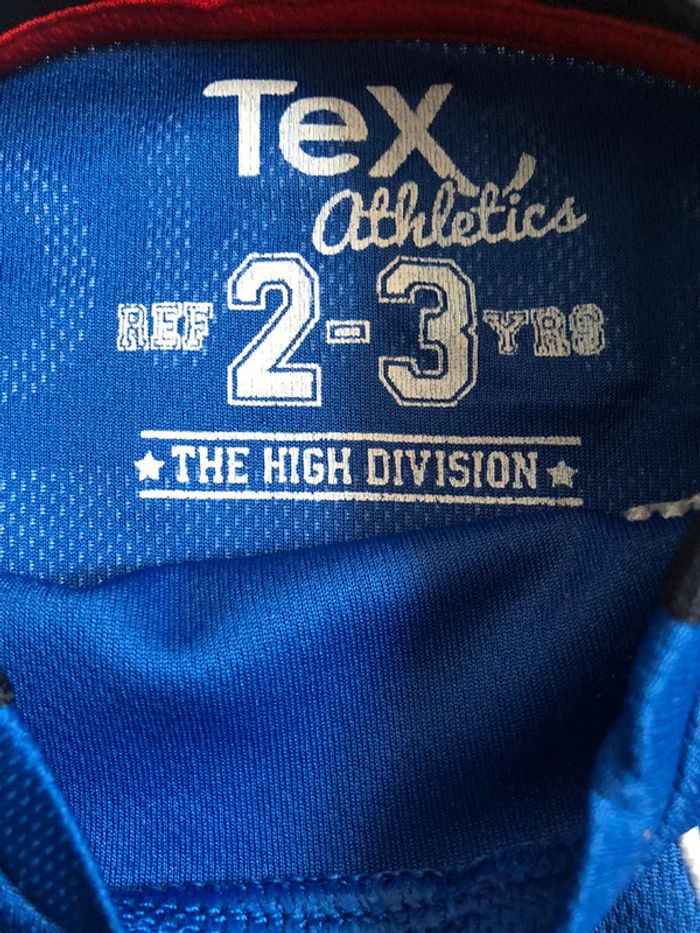 TeX,
Athletics
REF 2-3 YRS
★ THE HIGH DIVISION ★